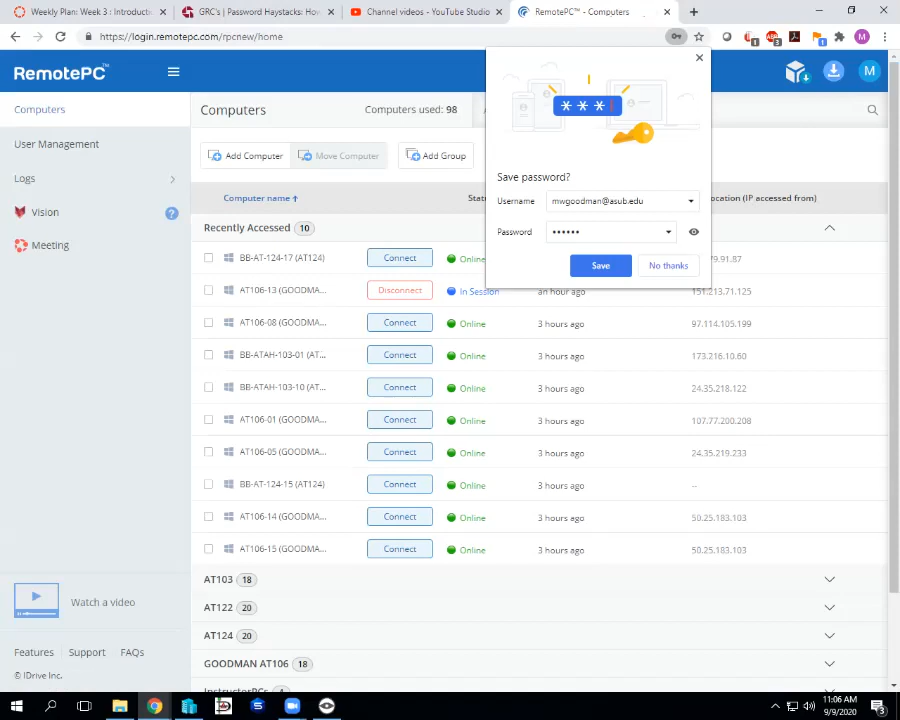 Weekly Plan: Week 3 : Introducti
GRC's | Password Haystacks: How
Channel videos - YouTube Studio
RemotePC™ - Computers
https://login.remotepc.com/rpcnew/home
RemotePC™
M
M
Computers
User Management
Logs
Vision
?
Meeting
Watch a video
Features Support FAQs
© IDrive Inc.
Computers Computers used: 98
Add Computer Move Computer Add Group
Computer name ocation (IP accessed from)
* * *
Save password?
Username mwgoodman@asub.edu
Password ••••••
Save No thanks
Recently Accessed 10
BB-AT-124-17 (AT124) Connect Online
AT106-13 (GOODMA... Disconnect In Session an hour ago 151.213.71.125
AT106-08 (GOODMA... Connect Online 3 hours ago 97.114.105.199
BB-ATAH-103-01 (AT... Connect Online 3 hours ago 173.216.10.60
BB-ATAH-103-10 (AT... Connect Online 3 hours ago 24.35.218.122
AT106-01 (GOODMA... Connect Online 3 hours ago 107.77.200.208
AT106-05 (GOODMA... Connect Online 3 hours ago 24.35.219.233
BB-AT-124-15 (AT124) Connect Online 3 hours ago --
AT106-14 (GOODMA... Connect Online 3 hours ago 50.25.183.103
AT106-15 (GOODMA... Connect Online 3 hours ago 50.25.183.103
AT103 18
AT122 20
AT124 20
GOODMAN AT106 18
InstructorPCs
11:06 AM
9/9/2020